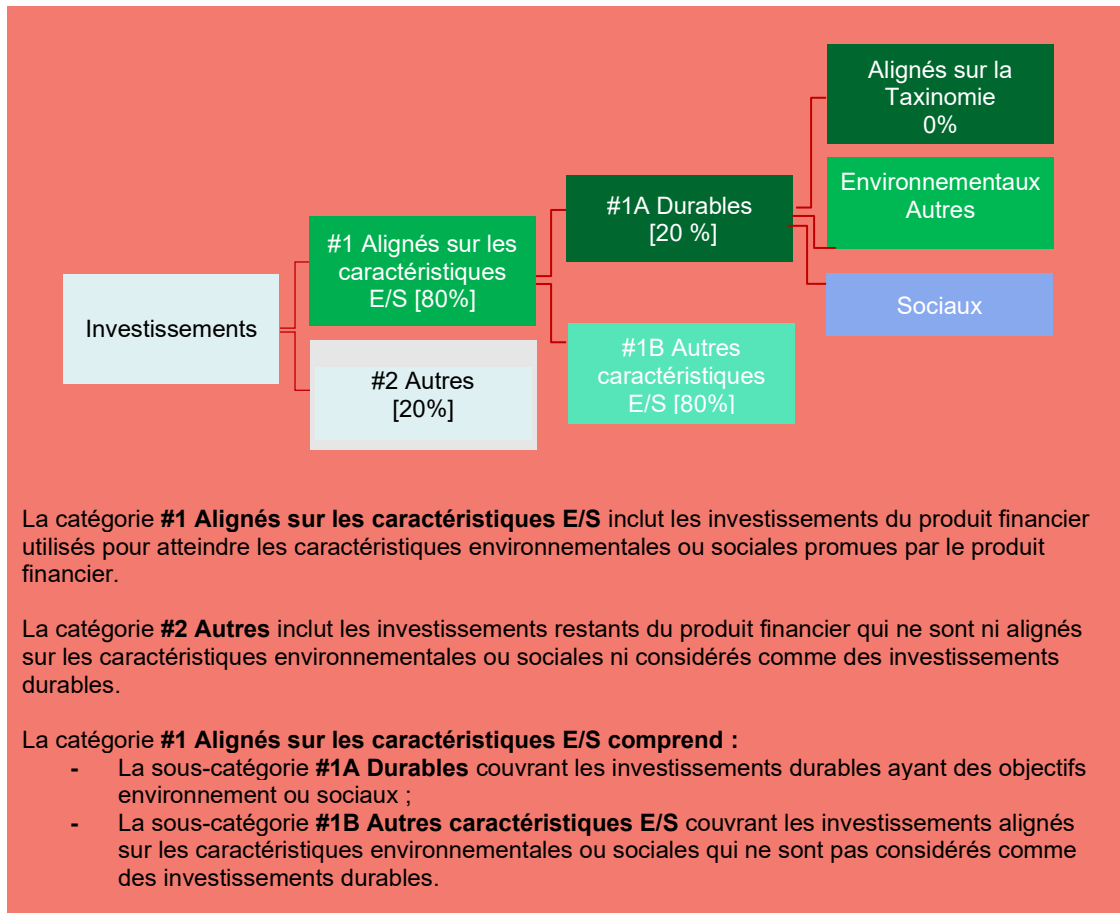 Alignés sur la
Taxinomie
0%
Environnementaux
Autres
#1A Durables
[20 %]
#1 Alignés sur les
caractéristiques
E/S [80%]
Sociaux
Investissements
#1B Autres
caractéristiques
E/S [80%]
#2 Autres
[20%]
La catégorie #1 Alignés sur les caractéristiques E/S inclut les investissements du produit financier
utilisés pour atteindre les caractéristiques environnementales ou sociales promues par le produit
financier.
La catégorie #2 Autres inclut les investissements restants du produit financier qui ne sont ni alignés
sur les caractéristiques environnementales ou sociales ni considérés comme des investissements
durables.
La catégorie #1 Alignés sur les caractéristiques E/S comprend :
- La sous-catégorie #1A Durables couvrant les investissements durables ayant des objectifs
environnement ou sociaux ;
- La sous-catégorie #1B Autres caractéristiques E/S couvrant les investissements alignés
sur les caractéristiques environnementales ou sociales qui ne sont pas considérés comme
des investissements durables.